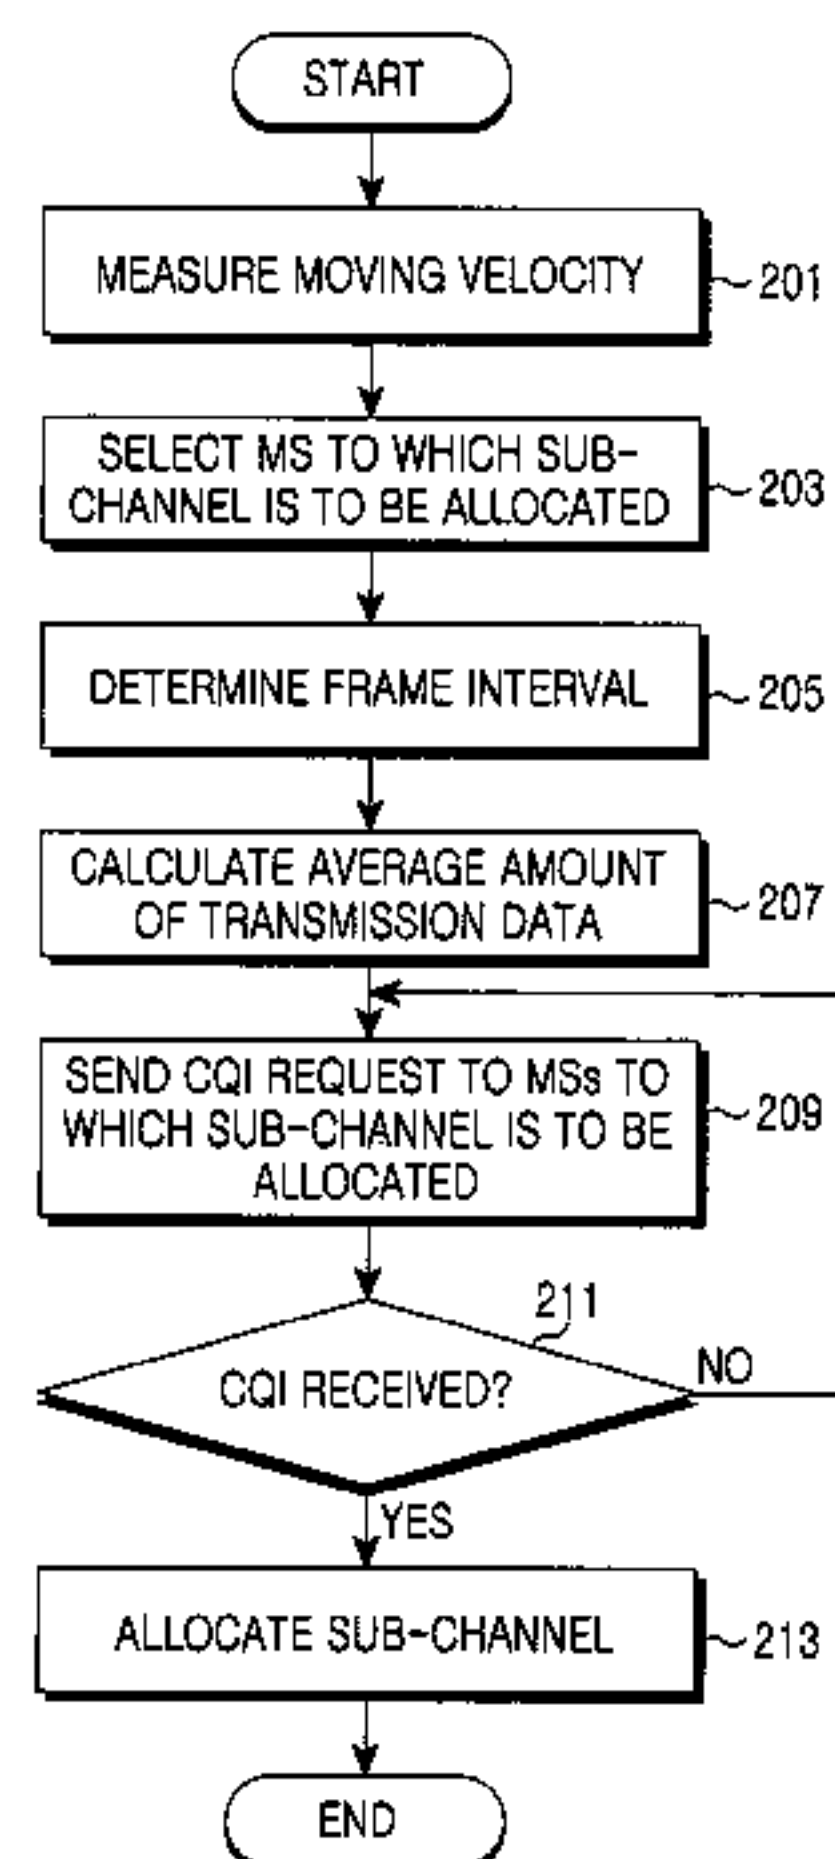 START
MEASURE MOVING VELOCITY
201
SELECT MS TO WHICH SUB-
CHANNEL IS TO BE ALLOCATED
203
DETERMINE FRAME INTERVAL
205
CALCULATE AVERAGE AMOUNT
OF TRANSMISSION DATA
207
SEND CQI REQUEST TO MSs TO
WHICH SUB-CHANNEL IS TO BE
ALLOCATED
209
211
CQI RECEIVED?
NO
YES
ALLOCATE SUB-CHANNEL
213
END